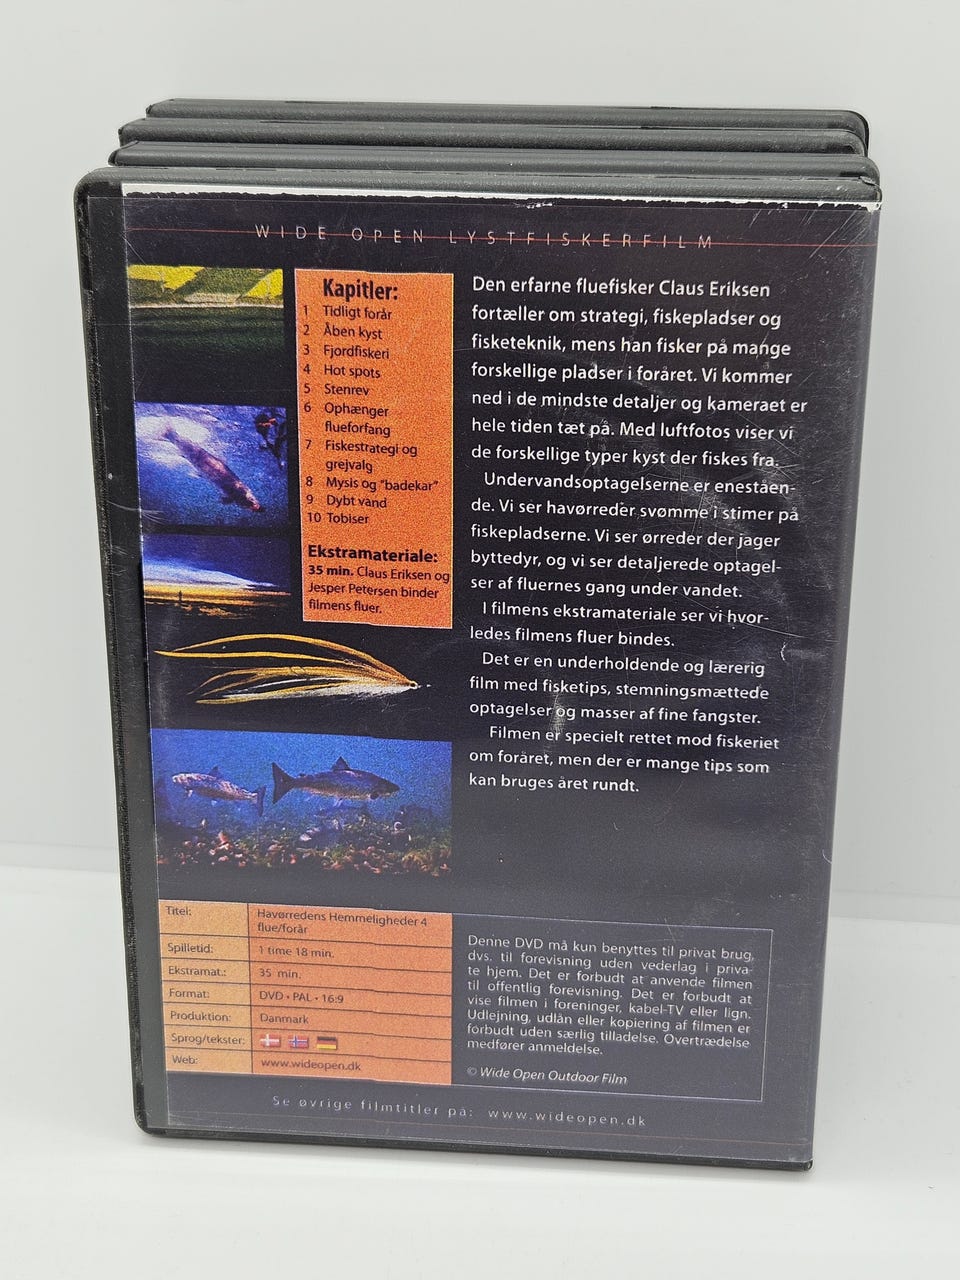 WIDE OPEN LYSTFISKERFILM
Kapitler:
1 Tidligt forår
2 Åben kyst
3 Fjordfiskeri
4 Hot spots
5 Stenrev
6 Ophænger
flueforfang
7 Fiskestrategi og
grejvalg
8 Mysis og "badekar"
9 Dybt vand
10 Tobiser
Ekstramateriale:
35 min. Claus Eriksen og
Jesper Petersen binder
filmens fluer.
Den erfarne fluefisker Claus Eriksen
fortæller om strategi, fiskepladser og
fisketeknik, mens han fisker på mange
forskellige pladser i foråret. Vi kommer
ned i de mindste detaljer og kameraet er
hele tiden tæt på. Med luftfotos viser vi
de forskellige typer kyst der fiskes fra.
Undervandsoptagelserne er eneståen-
de. Vi ser havørreder svømme i stimer på
fiskepladserne. Vi ser ørreder der jager
byttedyr, og vi ser detaljerede optagel-
ser af fluernes gang under vandet.
I filmens ekstramateriale ser vi hvor-
ledes filmens fluer bindes.
Det er en underholdende og lærerig
film med fisketips, stemningsmættede
optagelser og masser af fine fangster.
Filmen er specielt rettet mod fiskeriet
om foråret, men der er mange tips som
kan bruges året rundt.
Titel: Havørredens Hemmeligheder 4
flue/forår
Spilletid: 1 time 18 min.
Ekstramat.: 35 min.
Format: DVD • PAL • 16:9
Produktion: Danmark
Sprog/tekster:
Web: www.wideopen.dk
Denne DVD må kun benyttes til privat brug,
dvs. til forevisning uden vederlag i priva-
te hjem. Det er forbudt at anvende filmen
til offentlig forevisning. Det er forbudt at
vise filmen i foreninger, kabel-TV eller lign.
Udlejning, udlån eller kopiering af filmen er
forbudt uden særlig tilladelse. Overtrædelse
medfører anmeldelse.
© Wide Open Outdoor Film
Se øvrige filmtitler på: www.wideopen.dk